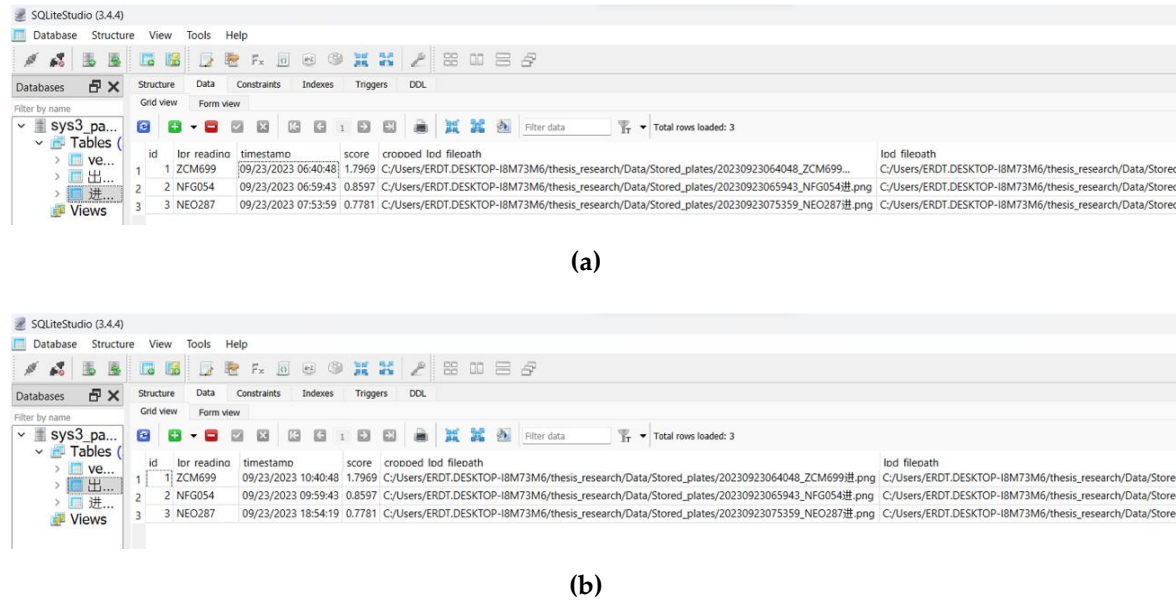 SQLiteStudio (3.4.4)
Database Structure View Tools Help
Databases
Structure Data Constraints Indexes Triggers DDL
Filter by name
Grid view Form view
sys3_pa...
Tables (
ve...
出...
进...
Views
1 Filter data Total rows loaded: 3
id lpr_reading timestamp score cropped_lpd_filepath lpd_filepath
1 1 ZCM699 09/23/2023 06:40:48 1.7969 C:/Users/ERDT.DESKTOP-I8M73M6/thesis_research/Data/Stored_plates/20230923064048_ZCM699... C:/Users/ERDT.DESKTOP-I8M73M6/thesis_research/Data/Stored
2 2 NFG054 09/23/2023 06:59:43 0.8597 C:/Users/ERDT.DESKTOP-I8M73M6/thesis_research/Data/Stored_plates/20230923065943_NFG054进.png C:/Users/ERDT.DESKTOP-I8M73M6/thesis_research/Data/Stored
3 3 NEO287 09/23/2023 07:53:59 0.7781 C:/Users/ERDT.DESKTOP-I8M73M6/thesis_research/Data/Stored_plates/20230923075359_NEO287进.png C:/Users/ERDT.DESKTOP-I8M73M6/thesis_research/Data/Stored
(a)
SQLiteStudio (3.4.4)
Database Structure View Tools Help
Databases
Structure Data Constraints Indexes Triggers DDL
Filter by name
Grid view Form view
sys3_pa...
Tables (
ve...
出...
进...
Views
1 Filter data Total rows loaded: 3
id lpr_reading timestamp score cropped_lpd_filepath lpd_filepath
1 1 ZCM699 09/23/2023 10:40:48 1.7969 C:/Users/ERDT.DESKTOP-I8M73M6/thesis_research/Data/Stored_plates/20230923064048_ZCM699进.png C:/Users/ERDT.DESKTOP-I8M73M6/thesis_research/Data/Store
2 2 NFG054 09/23/2023 09:59:43 0.8597 C:/Users/ERDT.DESKTOP-I8M73M6/thesis_research/Data/Stored_plates/20230923065943_NFG054进.png C:/Users/ERDT.DESKTOP-I8M73M6/thesis_research/Data/Store
3 3 NEO287 09/23/2023 18:54:19 0.7781 C:/Users/ERDT.DESKTOP-I8M73M6/thesis_research/Data/Stored_plates/20230923075359_NEO287进.png C:/Users/ERDT.DESKTOP-I8M73M6/thesis_research/Data/Store
(b)